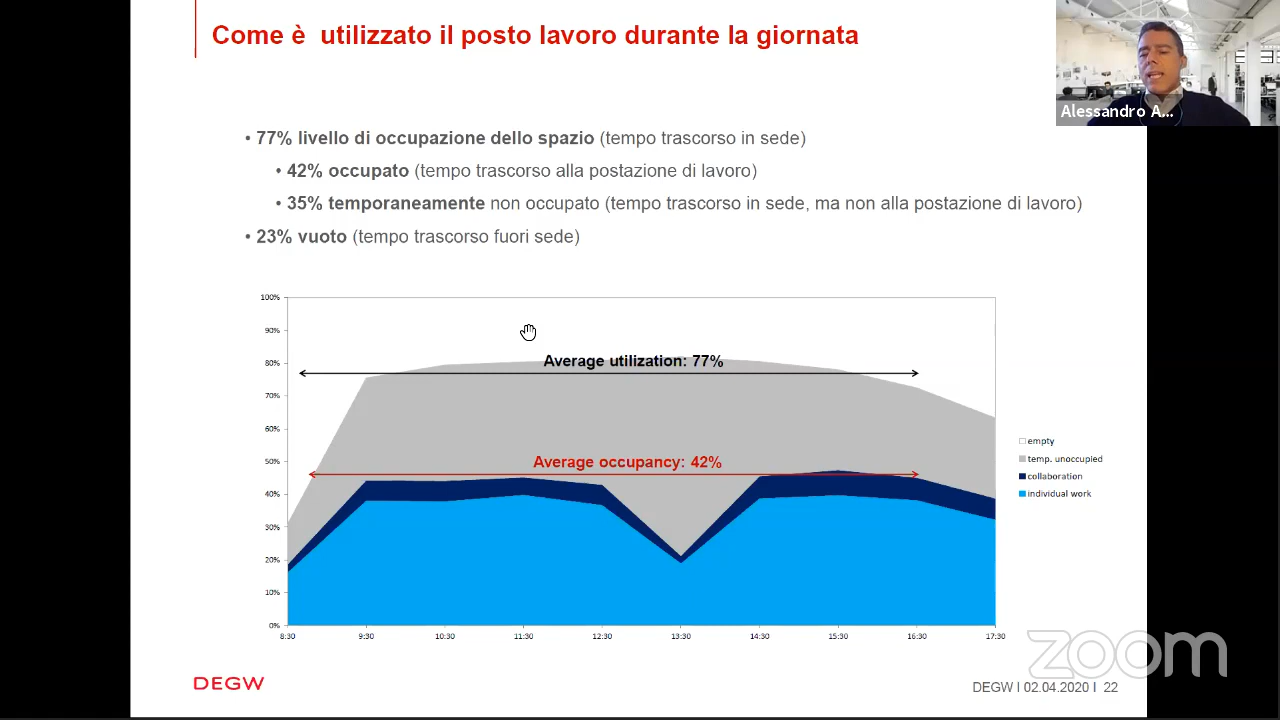 Come è utilizzato il posto lavoro durante la giornata
Alessandro A...
• 77% livello di occupazione dello spazio (tempo trascorso in sede)
• 42% occupato (tempo trascorso alla postazione di lavoro)
• 35% temporaneamente non occupato (tempo trascorso in sede, ma non alla postazione di lavoro)
• 23% vuoto (tempo trascorso fuori sede)
100%
90%
80%
70%
60%
50%
40%
30%
20%
10%
0%
Average utilization: 77%
Average occupancy: 42%
empty
temp. unoccupied
collaboration
individual work
8:30 9:30 10:30 11:30 12:30 13:30 14:30 15:30 16:30 17:30
zoom
DEGW
DEGW I 02.04.2020 I 22